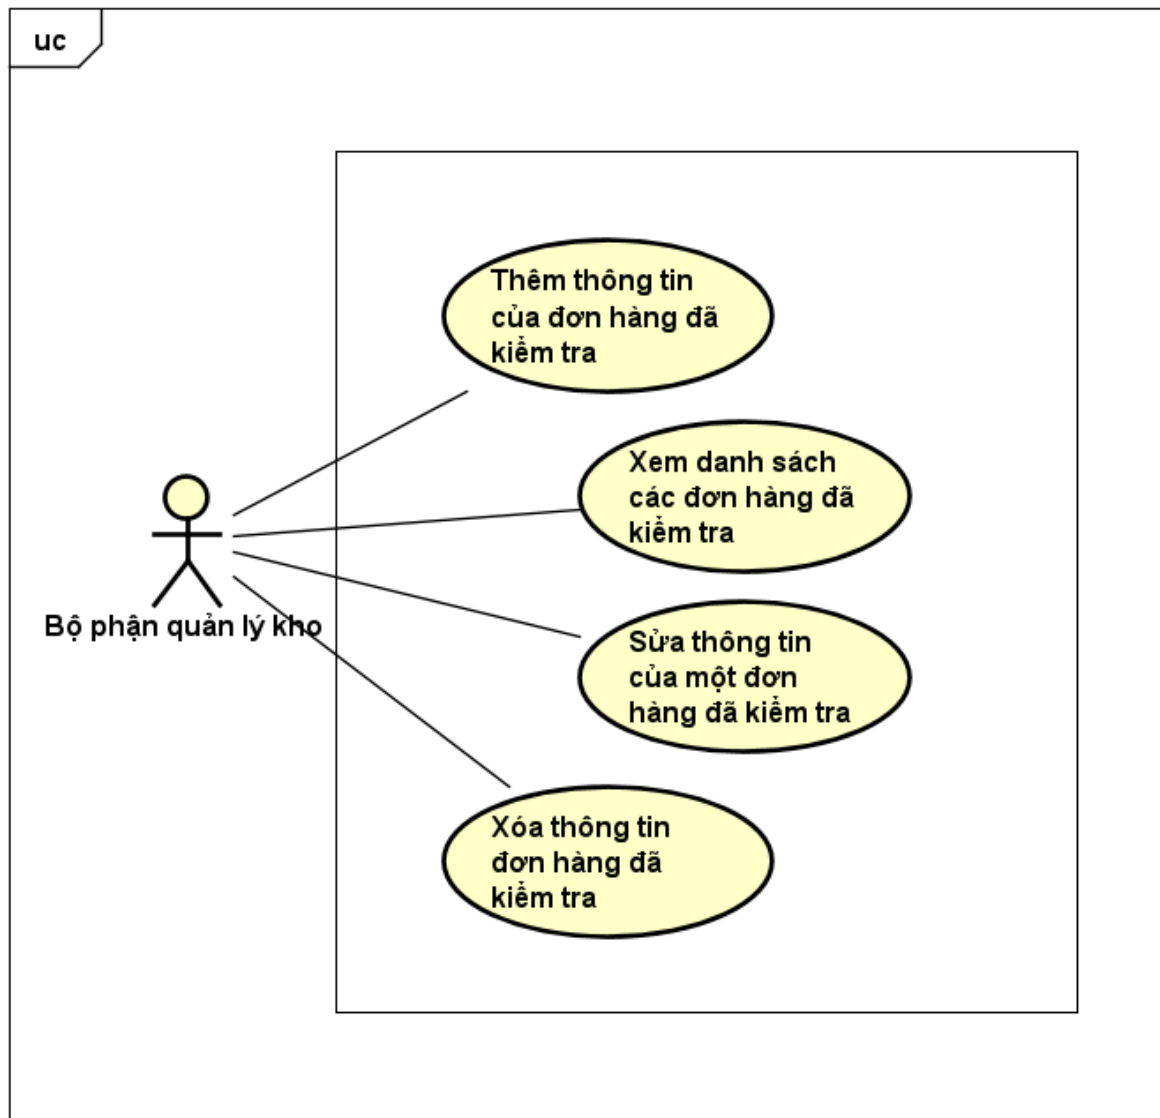 uc
Thêm thông tin
của đơn hàng đã
kiểm tra
Xem danh sách
các đơn hàng đã
kiểm tra
Bộ phận quản lý kho
Sửa thông tin
của một đơn
hàng đã kiểm tra
Xóa thông tin
đơn hàng đã
kiểm tra